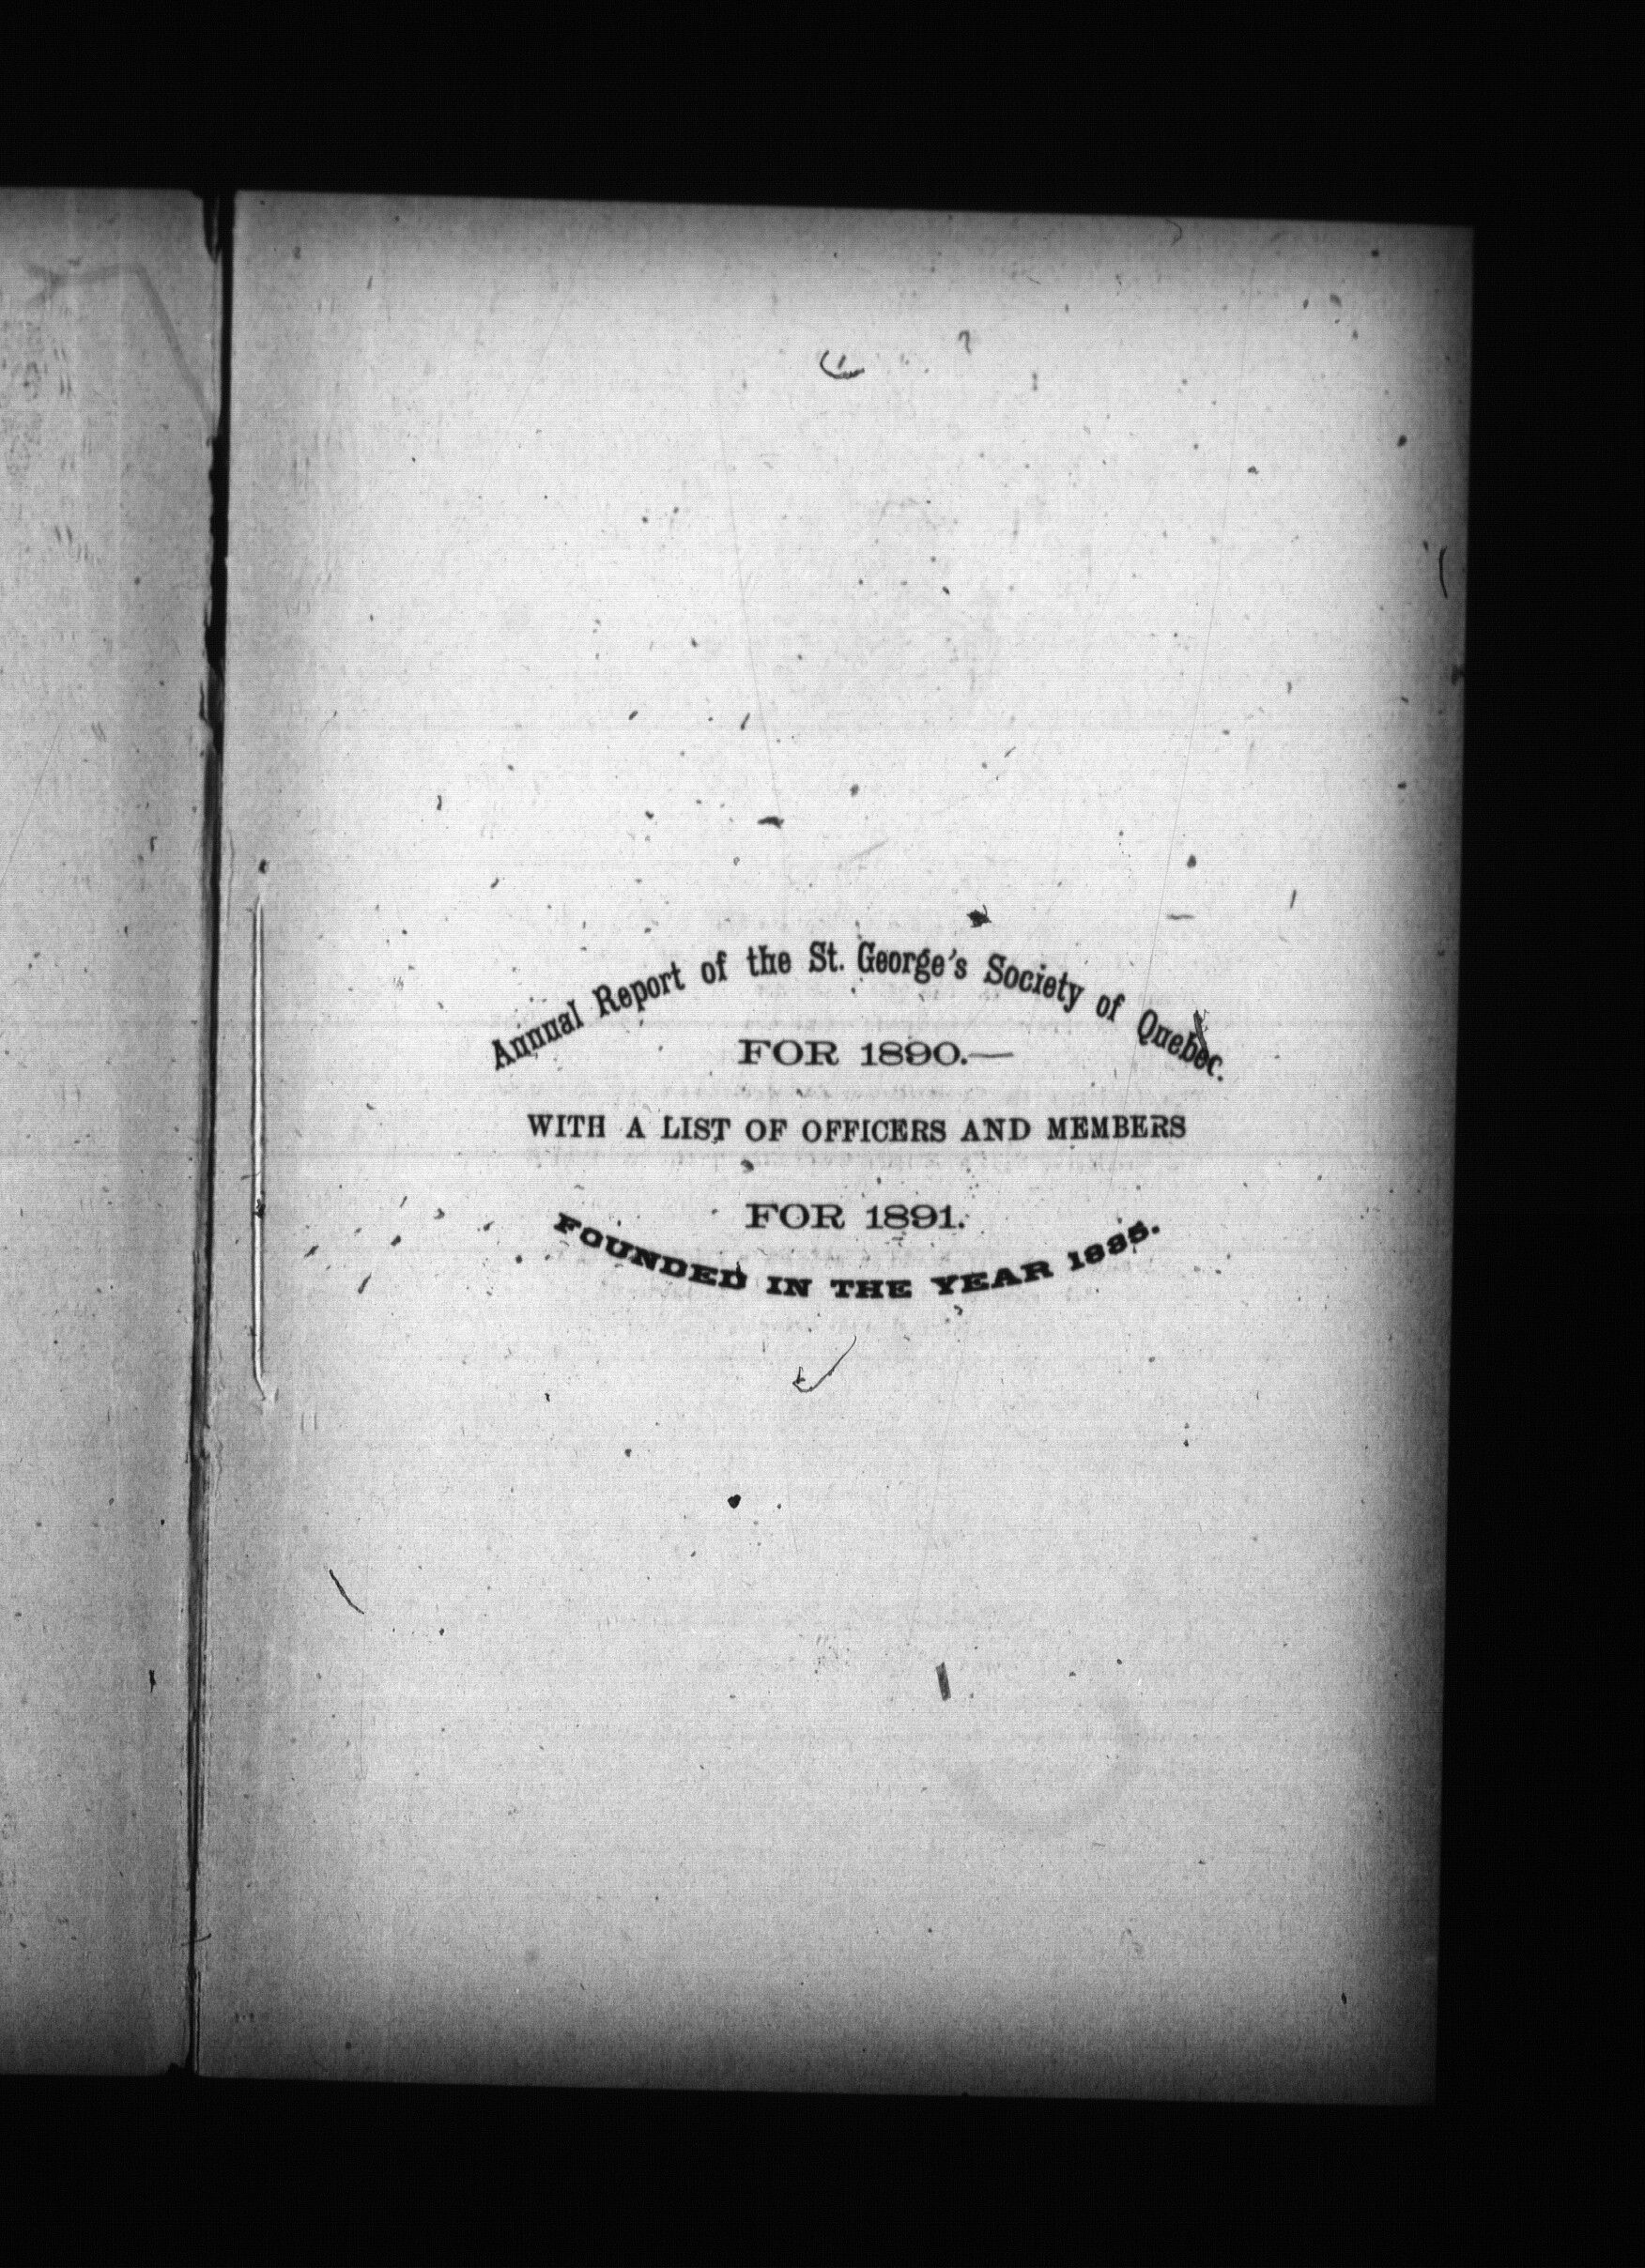 Annual Report of the St. George's Society of Quebec.
FOR 1890.—
WITH A LIST OF OFFICERS AND MEMBERS
FOR 1891.
FOUNDED IN THE YEAR 1835.